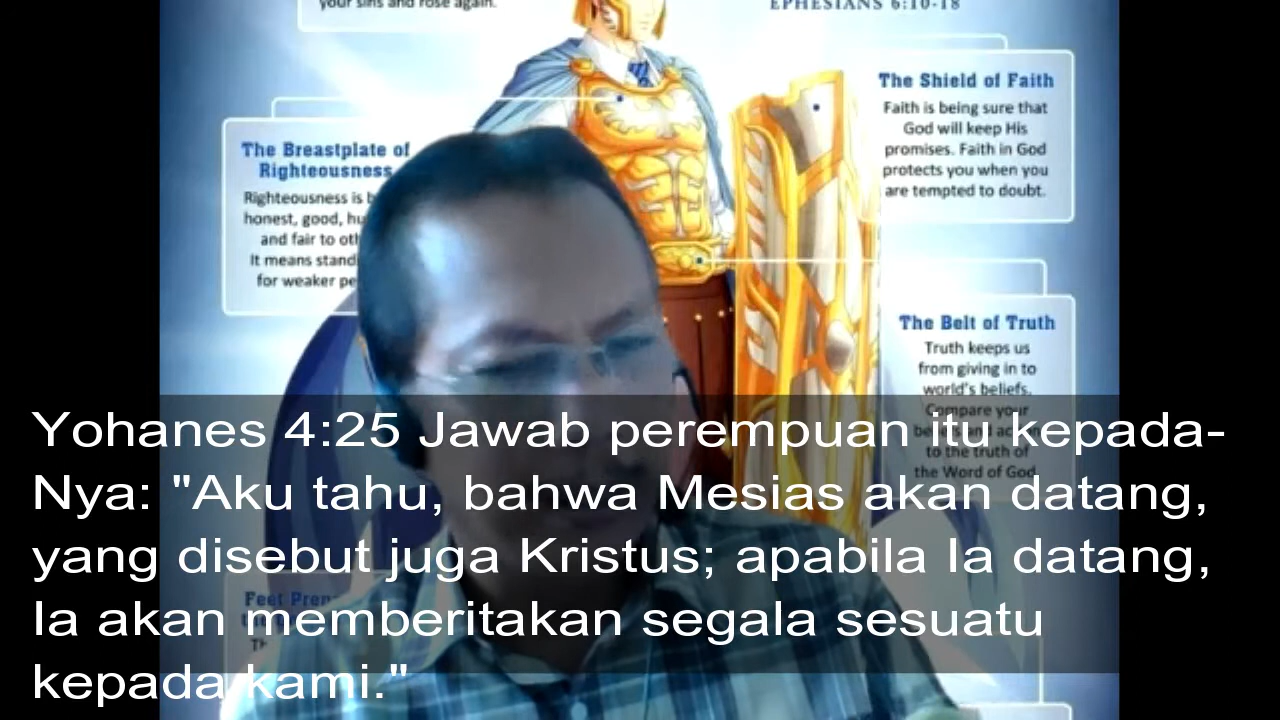 your sins and rose again.
EPHESIANS 6:10-18
The Shield of Faith
Faith is being sure that
God will keep His
promises. Faith in God
protects you when you
are tempted to doubt.
The Breastplate of
Righteousness
Righteousness is
honest, good,
and fair to
It means
for weaker
The Belt of Truth
Truth keeps us
from giving in to
world's beliefs.
Compare your
to the truth of
the Word of God
Feet
Yohanes 4:25 Jawab perempuan itu kepada-
Nya: "Aku tahu, bahwa Mesias akan datang,
yang disebut juga Kristus; apabila Ia datang,
Ia akan memberitakan segala sesuatu
kepada kami."